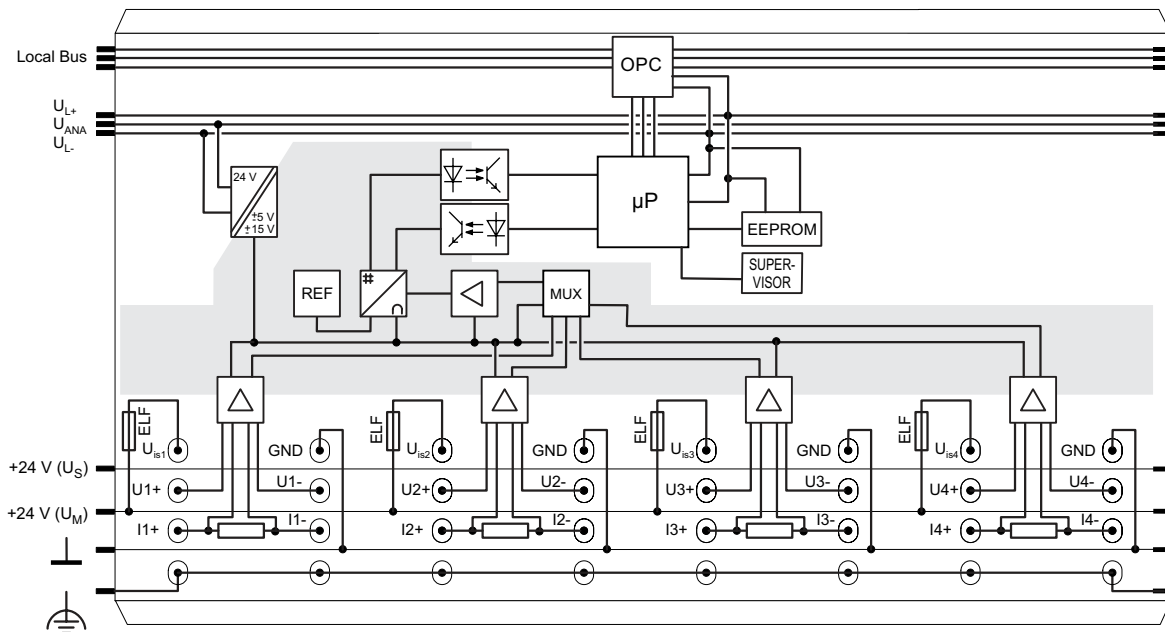 Local Bus
OPC
UL+
UANA
UL-
24 V
±5 V
±15 V
µP
EEPROM
SUPER-
VISOR
REF
#
∩
MUX
ELF
ELF
ELF
ELF
Uis1
GND
Uis2
GND
Uis3
GND
Uis4
GND
+24 V (US)
U1+
U1-
U2+
U2-
U3+
U3-
U4+
U4-
+24 V (UM)
I1+
I1-
I2+
I2-
I3+
I3-
I4+
I4-